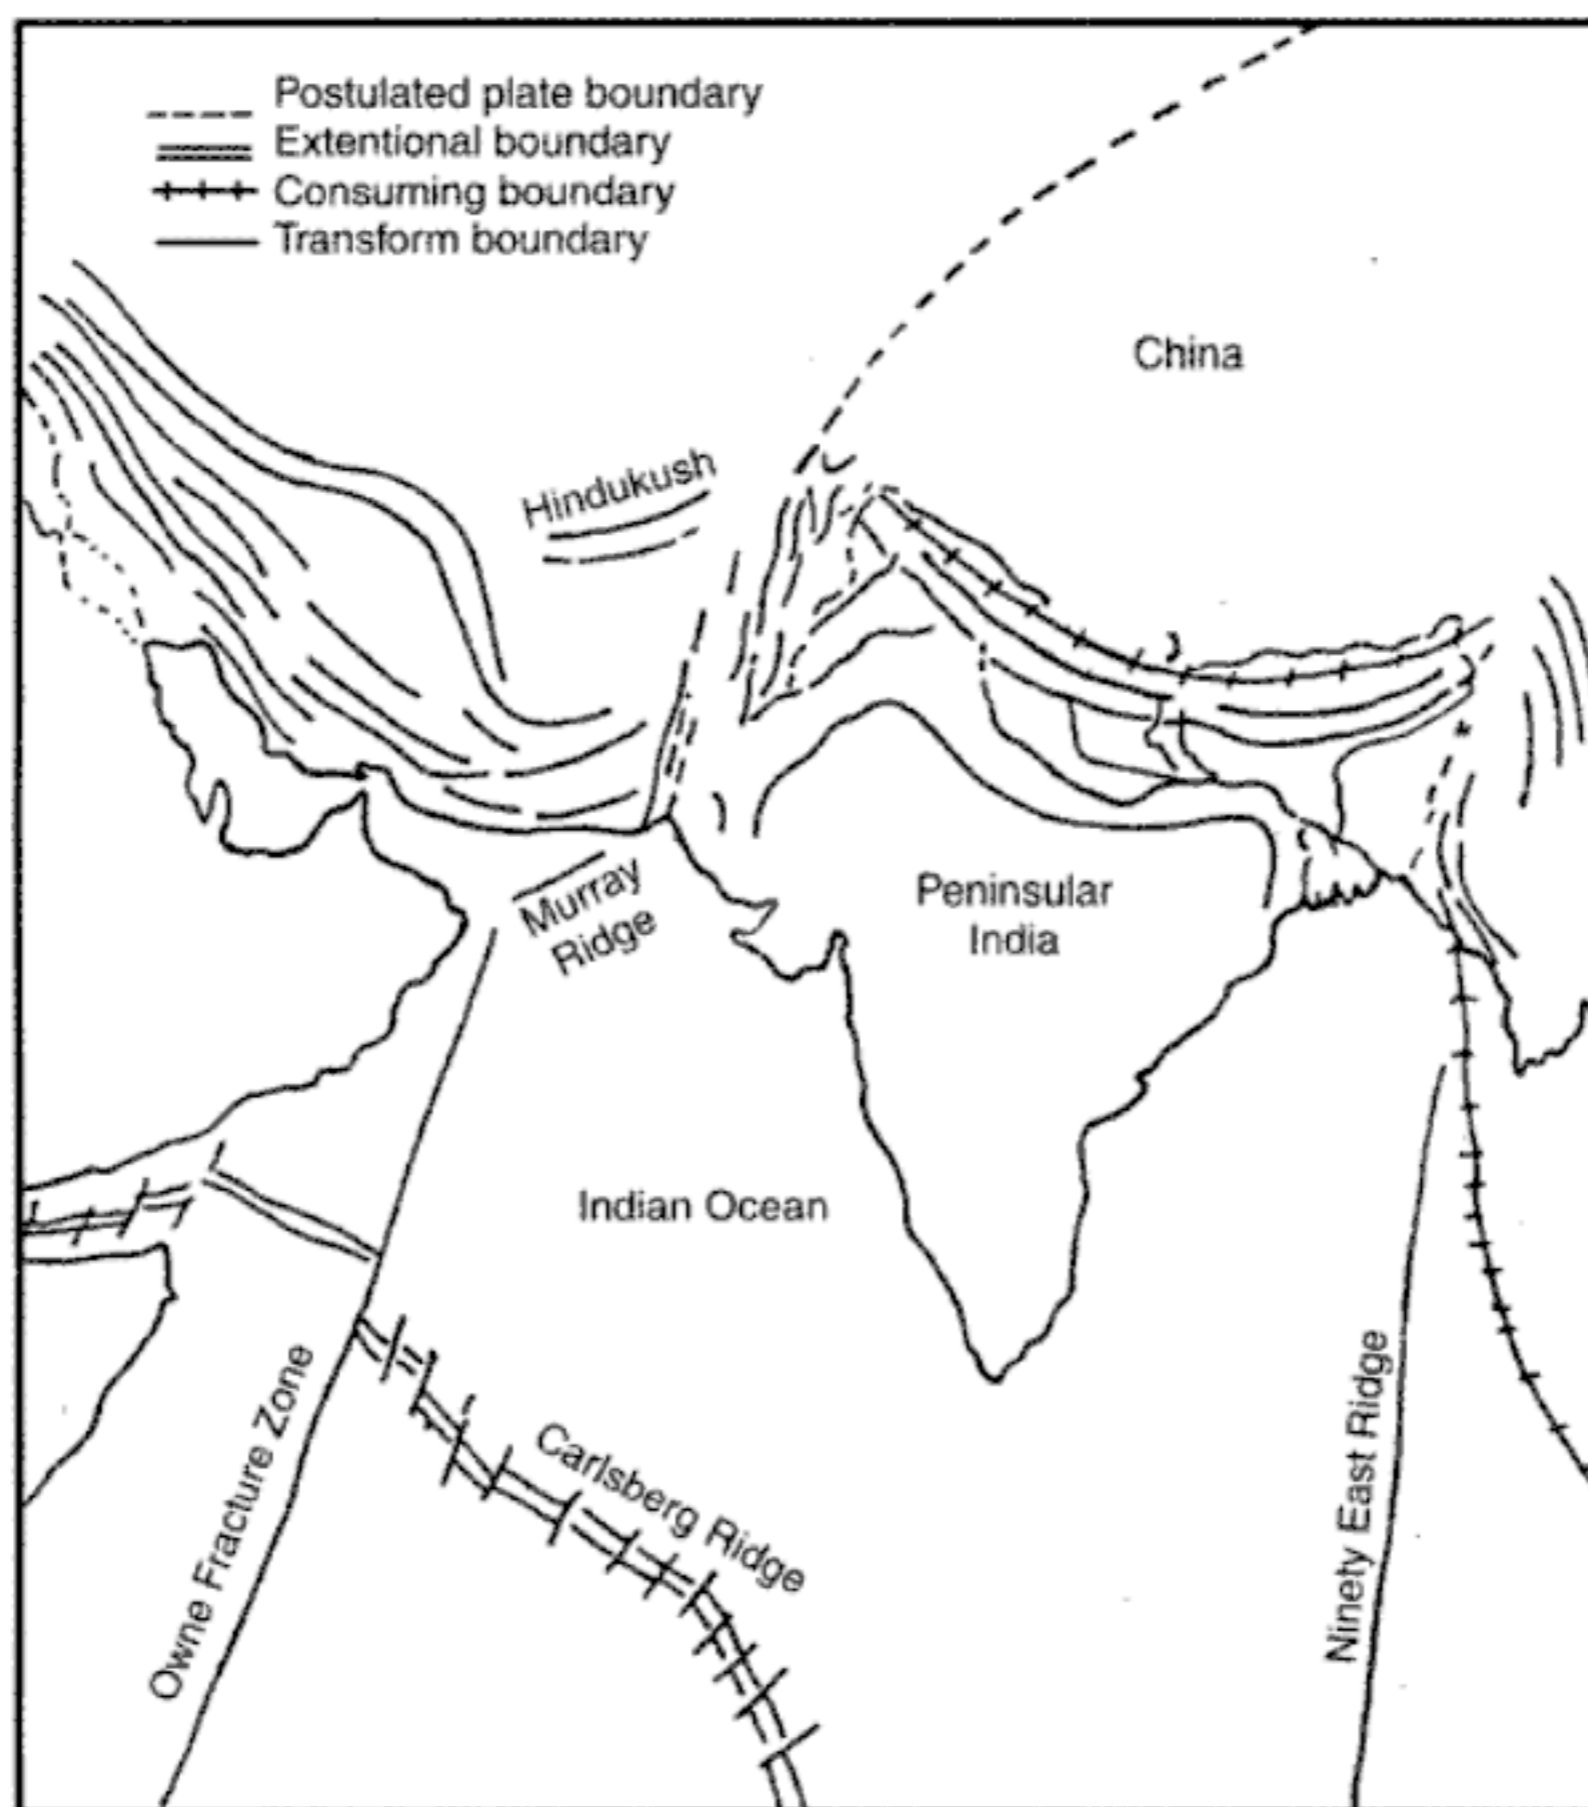 Postulated plate boundary
Extentional boundary
Consuming boundary
Transform boundary
China
Hindukush
Murray
Ridge
Peninsular
India
Indian Ocean
Owne Fracture Zone
Carlsberg Ridge
Ninety East Ridge